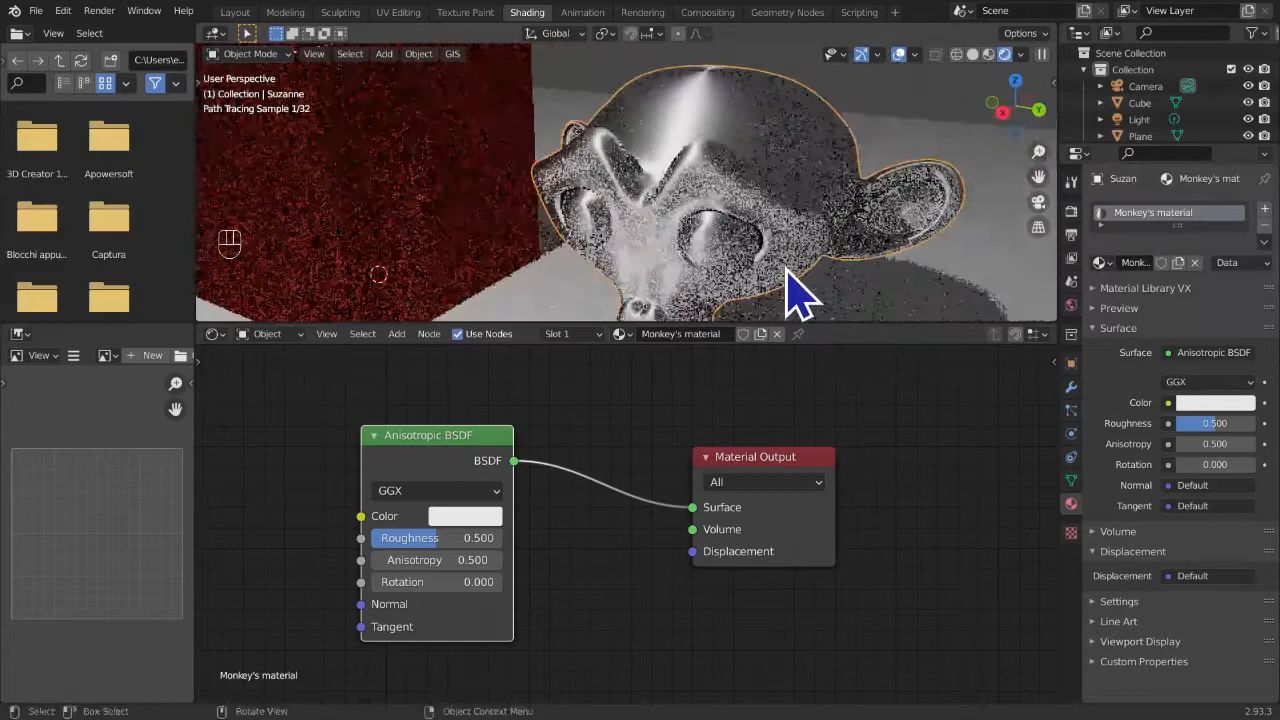 File Edit Render Window Help Layout Modeling Sculpting UV Editing Texture Paint Shading Animation Rendering Compositing Geometry Nodes Scripting + Scene View Layer
View Select Global Options
C:\Users\e...
Object Mode View Select Add Object GIS
User Perspective
(1) Collection | Suzanne
Path Tracing Sample 1/32
3D Creator 1... Apowersoft
Blocchi appu... Captura
Z
Y
X
Scene Collection
Collection
Camera
Cube
Light
Plane
Suzan Monkey's mat
Monkey's material
Monk... Data
Material Library VX
Preview
Surface
Surface Anisotropic BSDF
GGX
Color
Roughness 0.500
Anisotropy 0.500
Rotation 0.000
Normal Default
Tangent Default
Volume
Displacement
Displacement Default
Settings
Line Art
Viewport Display
Custom Properties
View + New
Object View Select Add Node Use Nodes Slot 1 Monkey's material
Anisotropic BSDF
BSDF
GGX
Color
Roughness 0.500
Anisotropy 0.500
Rotation 0.000
Normal
Tangent
Material Output
All
Surface
Volume
Displacement
Monkey's material
Select Box Select Rotate View Object Context Menu 2.93.3